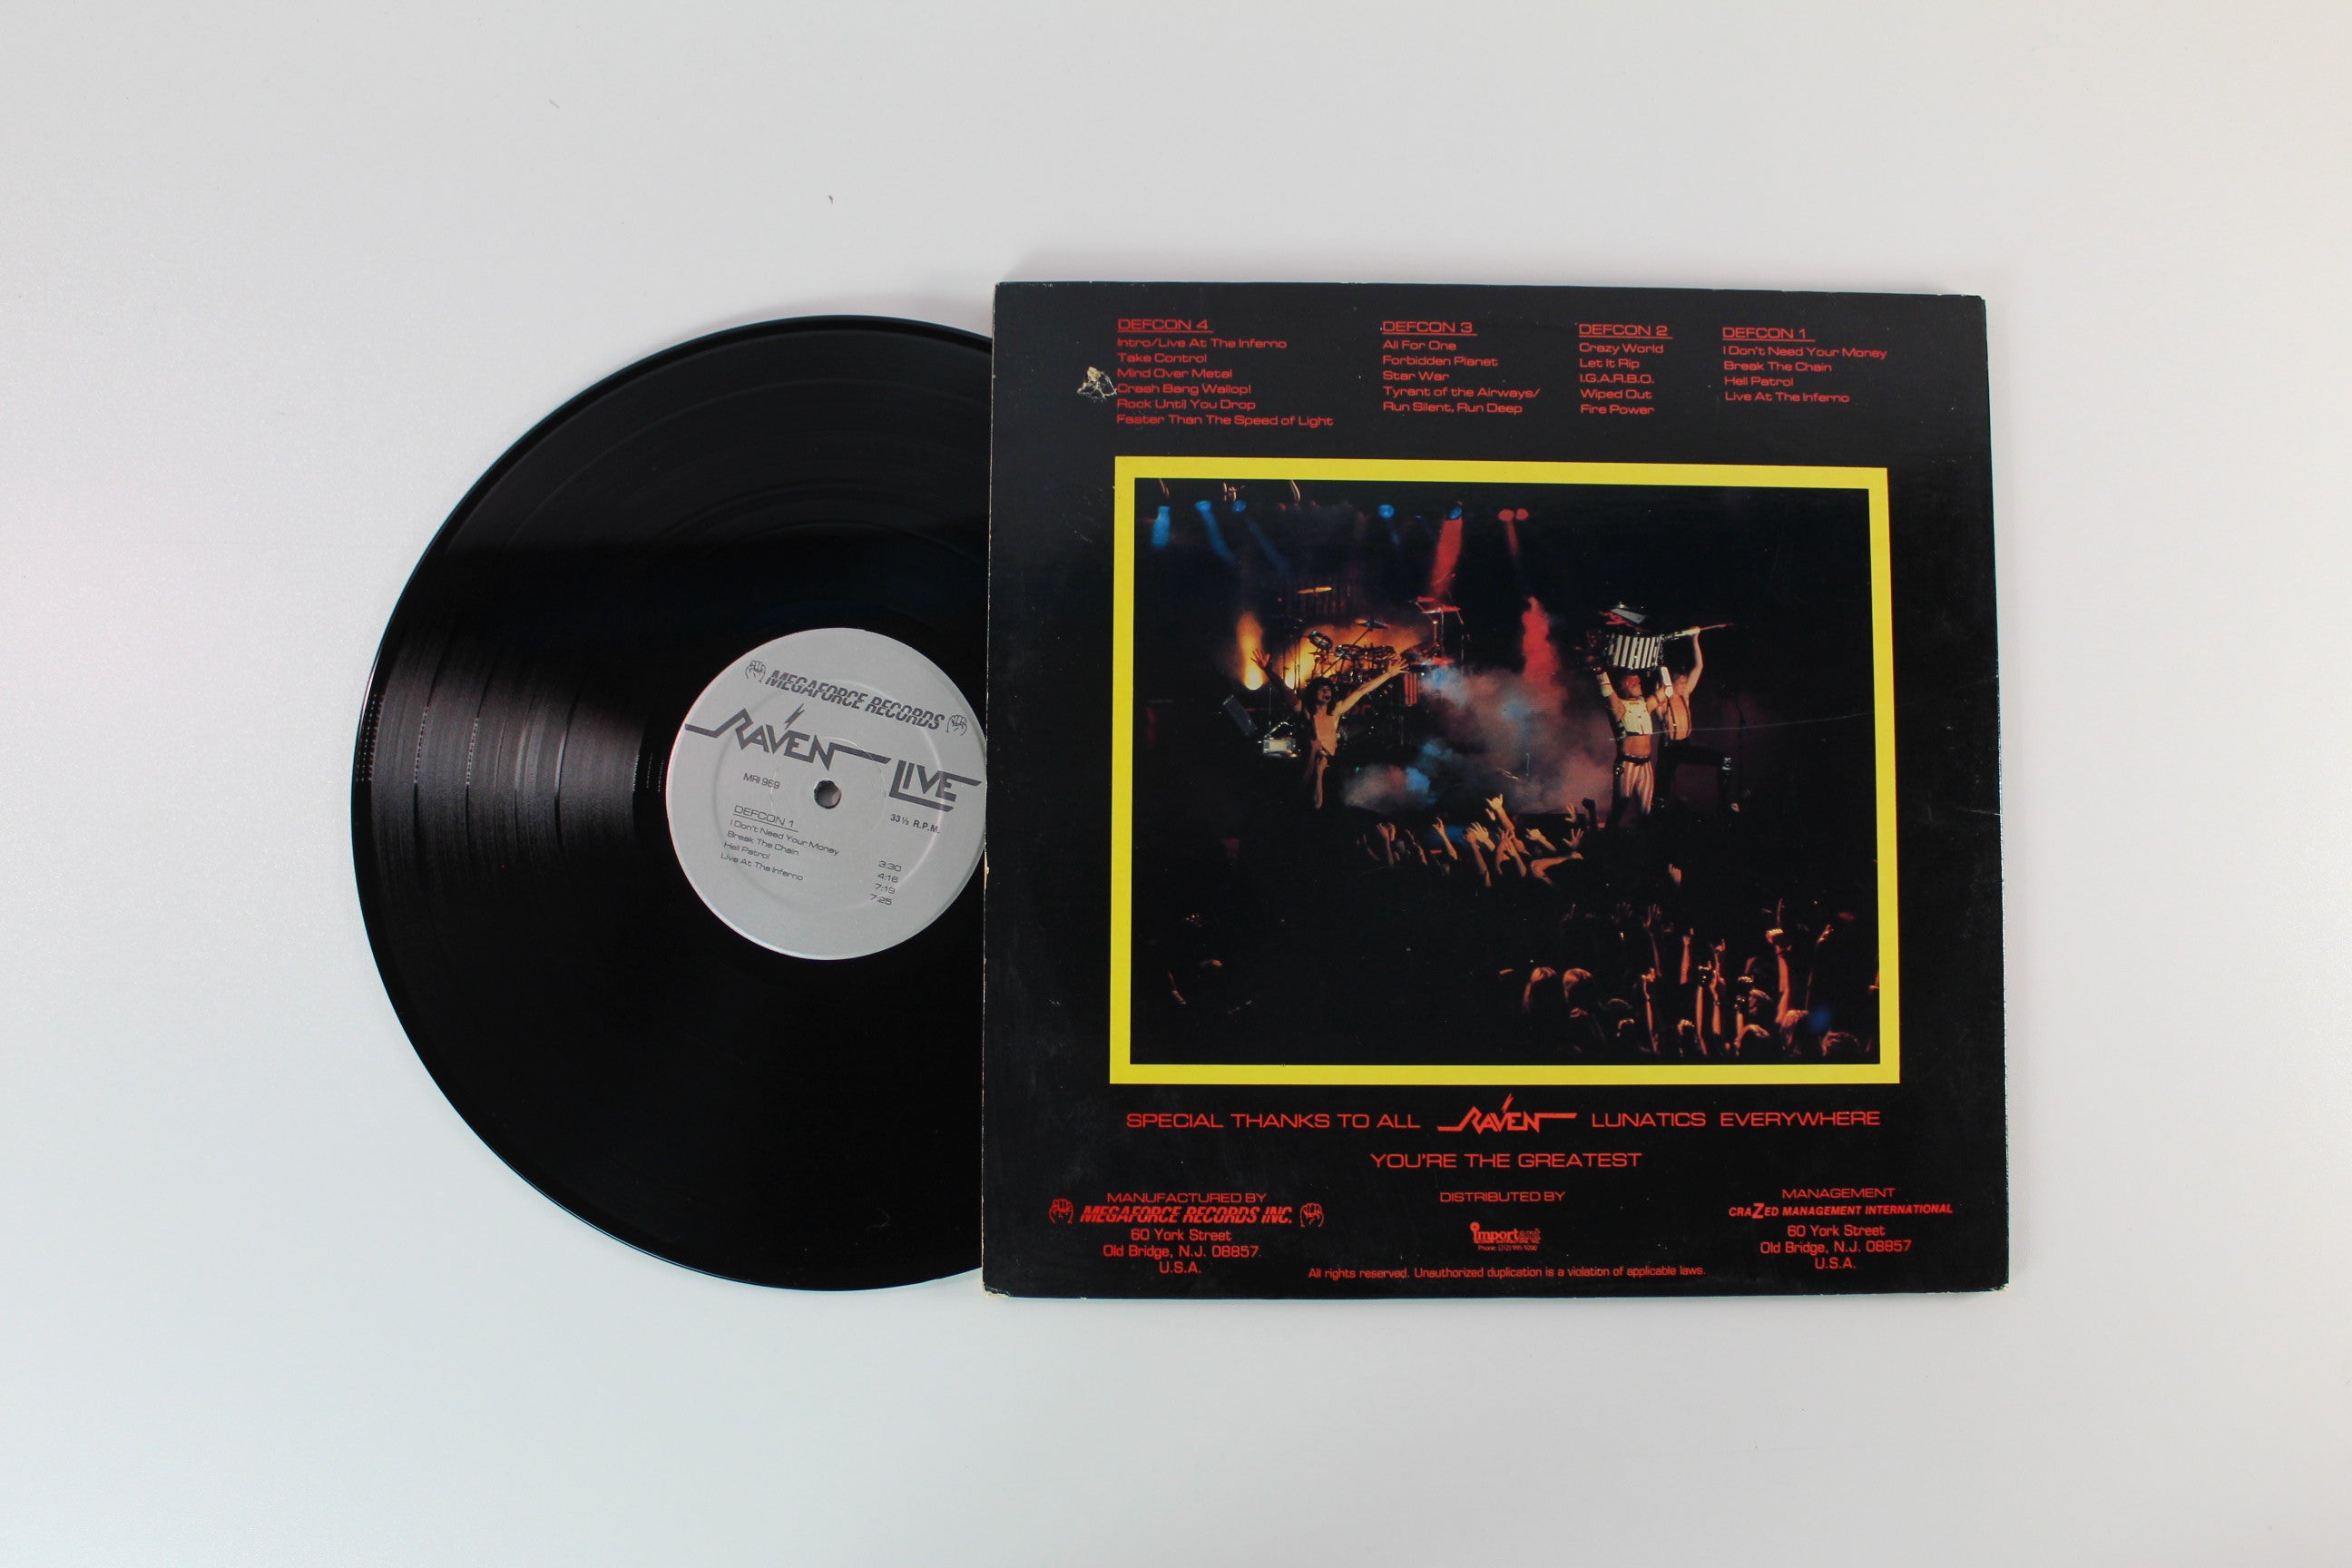 MEGAFORCE RECORDS
RAVEN LIVE
MRI 969
33 ⅓ R.P.M.
DEFCON 1
I Don't Need Your Money 3:30
Break The Chain 4:16
Hell Patrol 7:19
Live At The Inferno 7:25
DEFCON 4
Intro/Live At The Inferno
Take Control
Mind Over Metal
Crash Bang Wallop!
Rock Until You Drop
Faster Than The Speed of Light
DEFCON 3
All For One
Forbidden Planet
Star War
Tyrant of the Airways/
Run Silent, Run Deep
DEFCON 2
Crazy World
Let It Rip
I.G.A.R.B.O.
Wiped Out
Fire Power
DEFCON 1
I Don't Need Your Money
Break The Chain
Hell Patrol
Live At The Inferno
SPECIAL THANKS TO ALL RAVEN LUNATICS EVERYWHERE
YOU'RE THE GREATEST
MANUFACTURED BY
MEGAFORCE RECORDS INC.
60 York Street
Old Bridge, N.J. 08857.
U.S.A.
DISTRIBUTED BY
important
Phone: (212) 995-9200
MANAGEMENT
CRAZED MANAGEMENT INTERNATIONAL
60 York Street
Old Bridge, N.J. 08857
U.S.A.
All rights reserved. Unauthorized duplication is a violation of applicable laws.